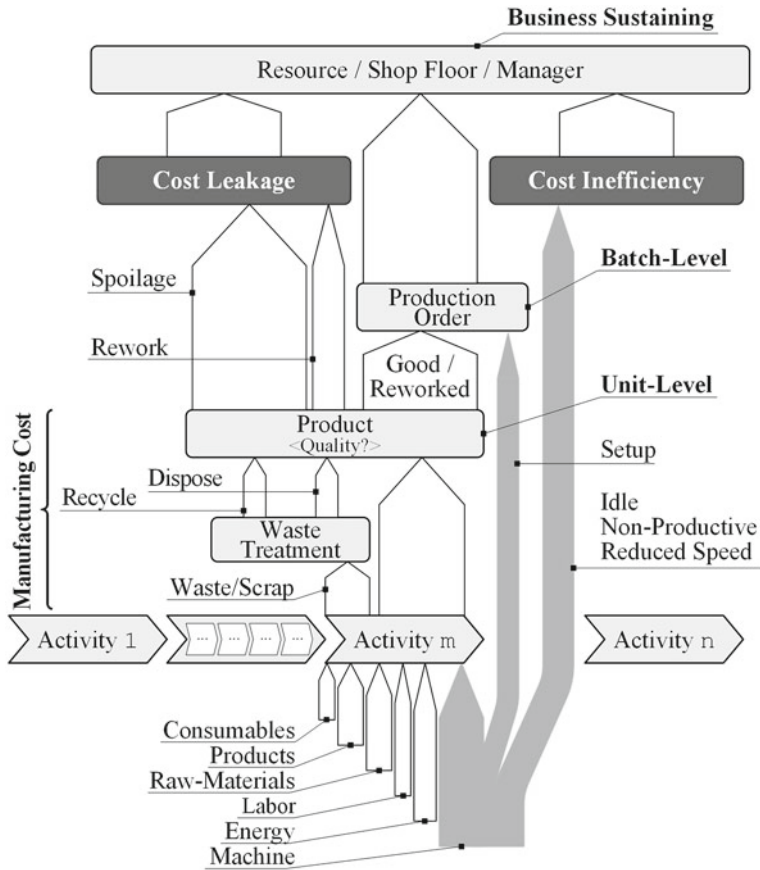 Business Sustaining
Resource / Shop Floor / Manager
Cost Leakage
Cost Inefficiency
Spoilage
Batch-Level
Production
Order
Rework
Good /
Reworked
Unit-Level
Product
<Quality?>
Manufacturing Cost
Setup
Dispose
Recycle
Idle
Non-Productive
Reduced Speed
Waste
Treatment
Waste/Scrap
Activity 1
... ... ... ...
Activity m
Activity n
Consumables
Products
Raw-Materials
Labor
Energy
Machine